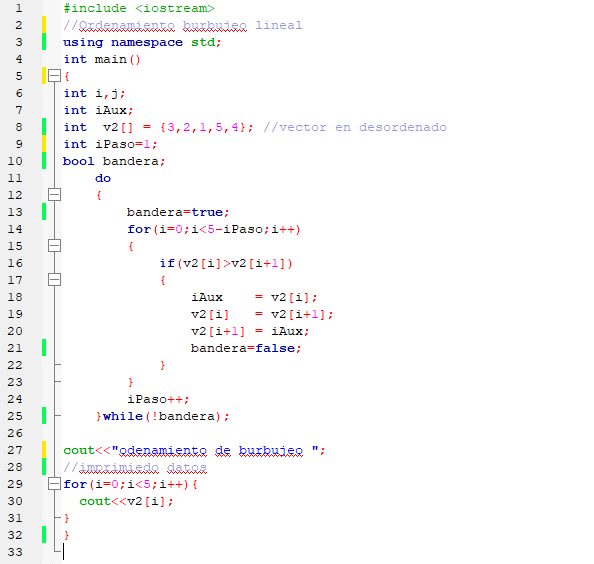 1 #include <iostream>
2 //Ordenamiento burbujeo lineal
3 using namespace std;
4 int main()
5 {
6 int i,j;
7 int iAux;
8 int  v2[] = {3,2,1,5,4}; //vector en desordenado
9 int iPaso=1;
10 bool bandera;
11     do
12     {
13         bandera=true;
14         for(i=0;i<5-iPaso;i++)
15         {
16             if(v2[i]>v2[i+1])
17             {
18                 iAux    = v2[i];
19                 v2[i]   = v2[i+1];
20                 v2[i+1] = iAux;
21                 bandera=false;
22             }
23         }
24         iPaso++;
25     }while(!bandera);
26
27 cout<<"odenamiento de burbujeo ";
28 //imprimiedo datos
29 for(i=0;i<5;i++){
30   cout<<v2[i];
31 }
32 }
33